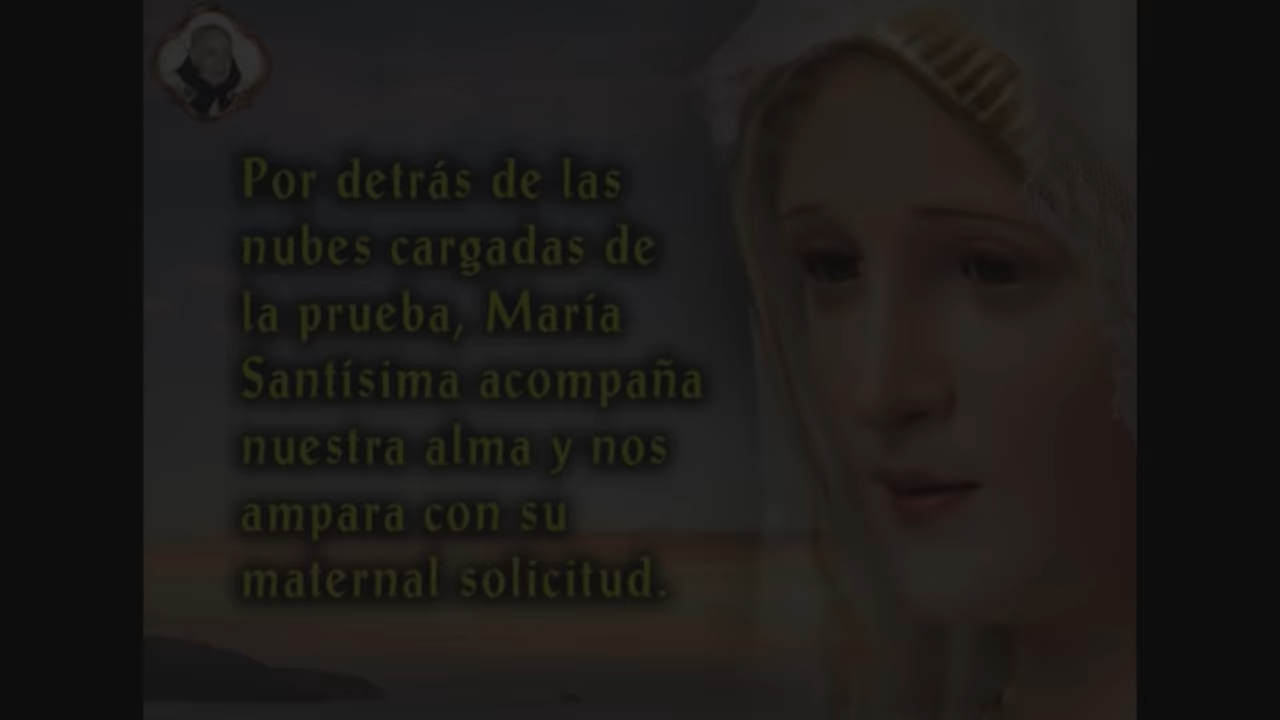 Por detrás de las
nubes cargadas de
la prueba, María
Santísima acompaña
nuestra alma y nos
ampara con su
maternal solicitud.